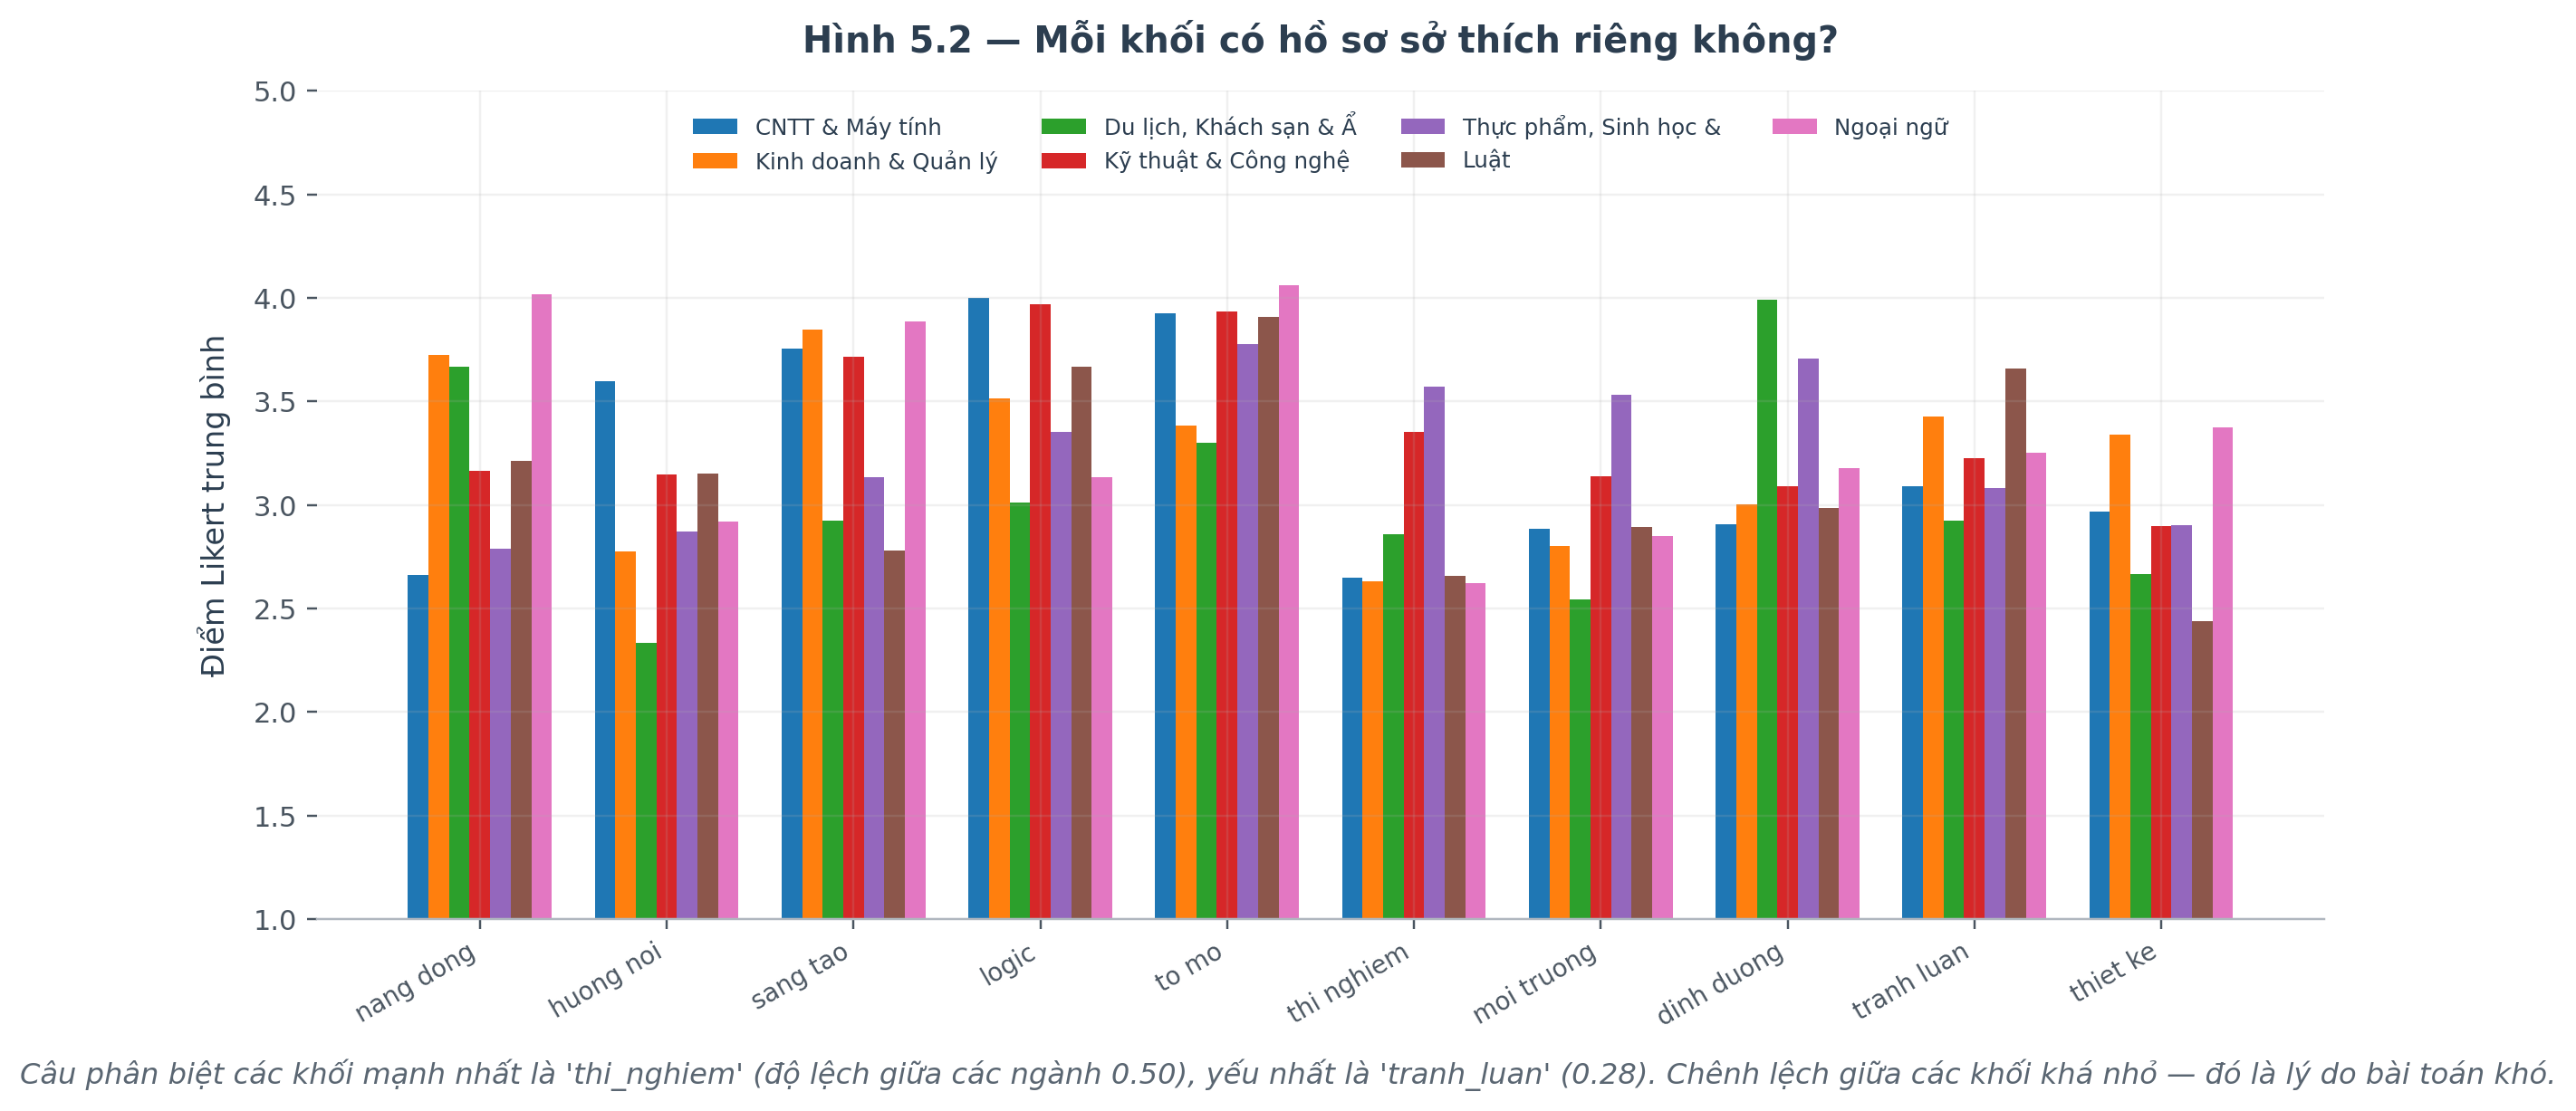 Hình 5.2 — Mỗi khối có hồ sơ sở thích riêng không?
5.0
4.5
4.0
3.5
3.0
2.5
2.0
1.5
1.0
Điểm Likert trung bình
CNTT & Máy tính
Kinh doanh & Quản lý
Du lịch, Khách sạn & Ẩ
Kỹ thuật & Công nghệ
Thực phẩm, Sinh học &
Luật
Ngoại ngữ
nang dong
huong noi
sang tao
logic
to mo
thi nghiem
moi truong
dinh duong
tranh luan
thiet ke
Câu phân biệt các khối mạnh nhất là 'thi_nghiem' (độ lệch giữa các ngành 0.50), yếu nhất là 'tranh_luan' (0.28). Chênh lệch giữa các khối khá nhỏ — đó là lý do bài toán khó.